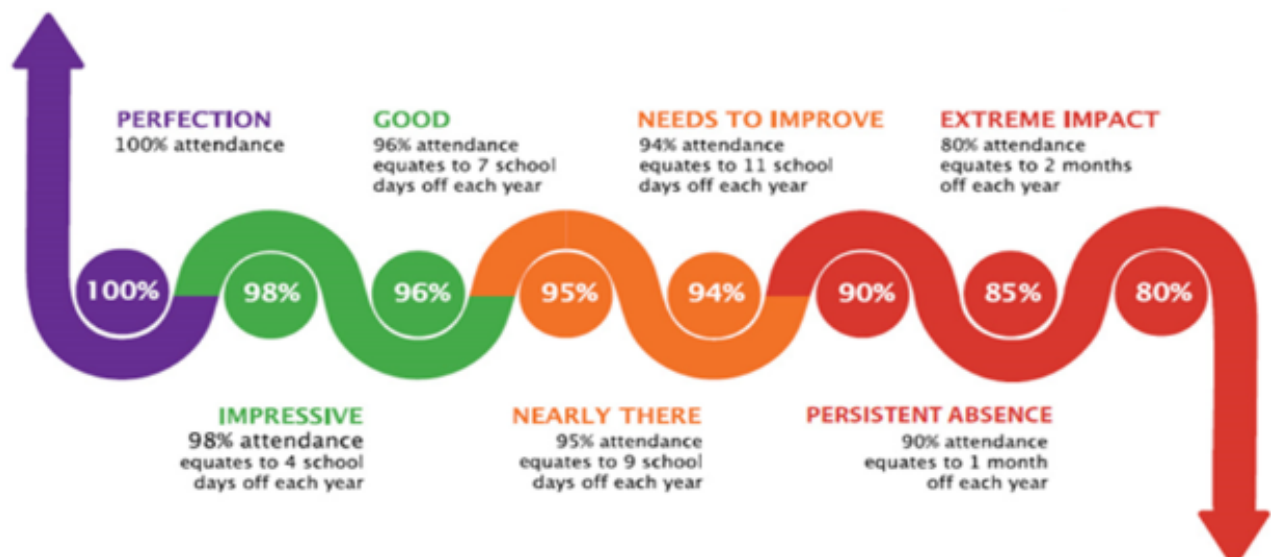 PERFECTION
100% attendance
GOOD
96% attendance
equates to 7 school
days off each year
NEEDS TO IMPROVE
94% attendance
equates to 11 school
days off each year
EXTREME IMPACT
80% attendance
equates to 2 months
off each year
100%
98%
96%
95%
94%
90%
85%
80%
IMPRESSIVE
98% attendance
equates to 4 school
days off each year
NEARLY THERE
95% attendance
equates to 9 school
days off each year
PERSISTENT ABSENCE
90% attendance
equates to 1 month
off each year